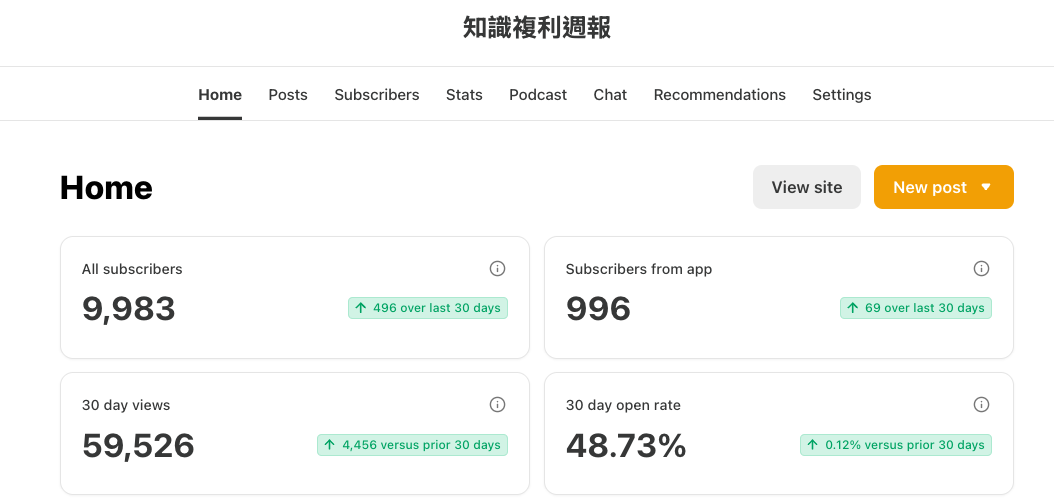 知識複利週報
Home Posts Subscribers Stats Podcast Chat Recommendations Settings
Home
View site
New post
All subscribers
9,983
496 over last 30 days
Subscribers from app
996
69 over last 30 days
30 day views
59,526
4,456 versus prior 30 days
30 day open rate
48.73%
0.12% versus prior 30 days